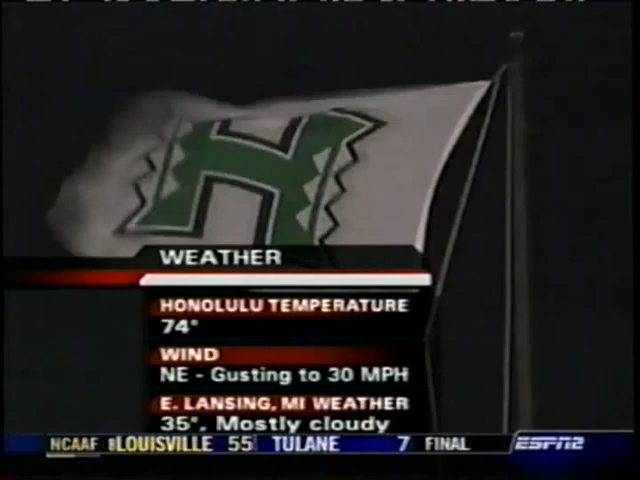 H
WEATHER
HONOLULU TEMPERATURE
74°
WIND
NE - Gusting to 30 MPH
E. LANSING, MI WEATHER
35°, Mostly cloudy
NCAAF 8LOUISVILLE 55 TULANE 7 FINAL ESPN2